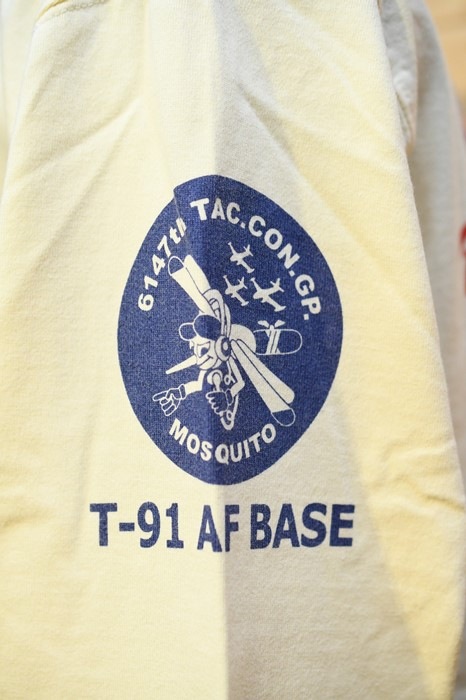 6147th TAC.CON.GP.
MOSQUITO
T-91 AF BASE